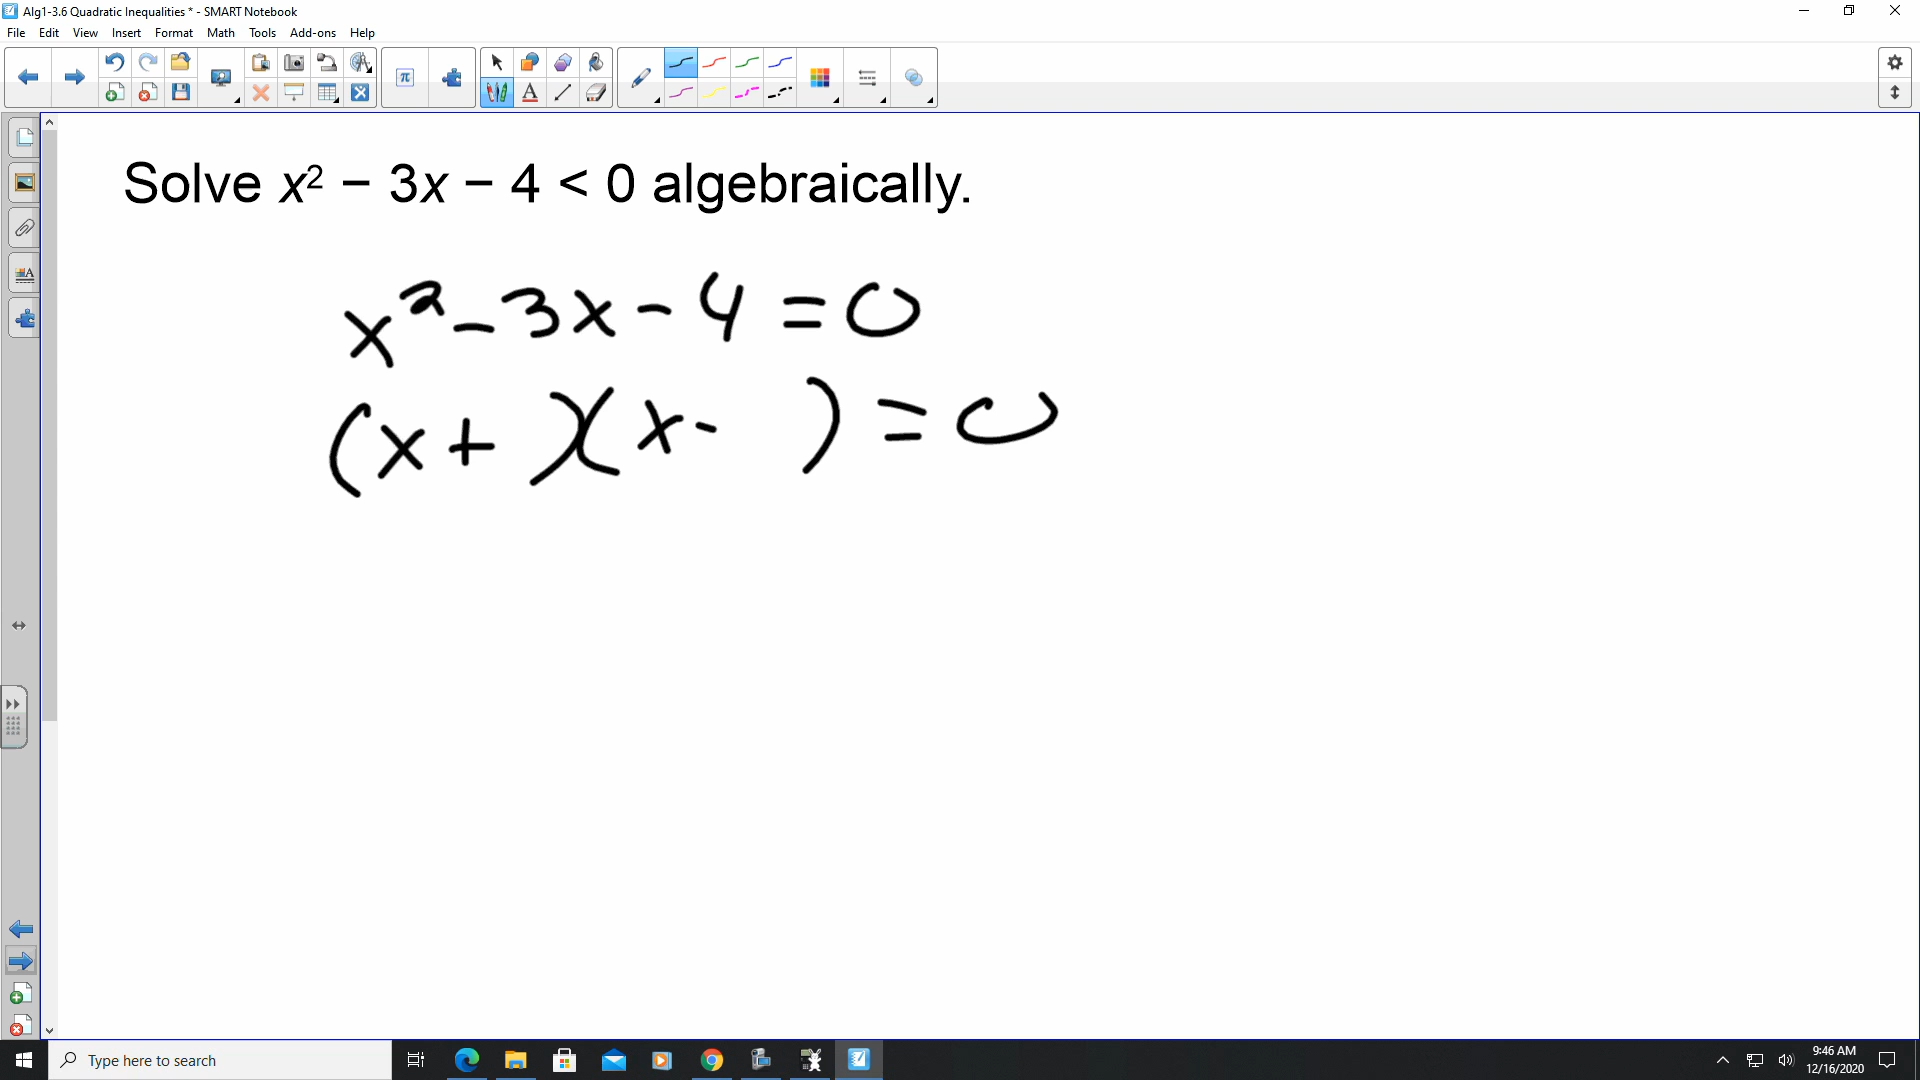 Alg1-3.6 Quadratic Inequalities * - SMART Notebook
File Edit View Insert Format Math Tools Add-ons Help
Solve x² − 3x − 4 < 0 algebraically.
x² - 3x - 4 = 0
(x + )(x - ) = 0
Type here to search
9:46 AM
12/16/2020